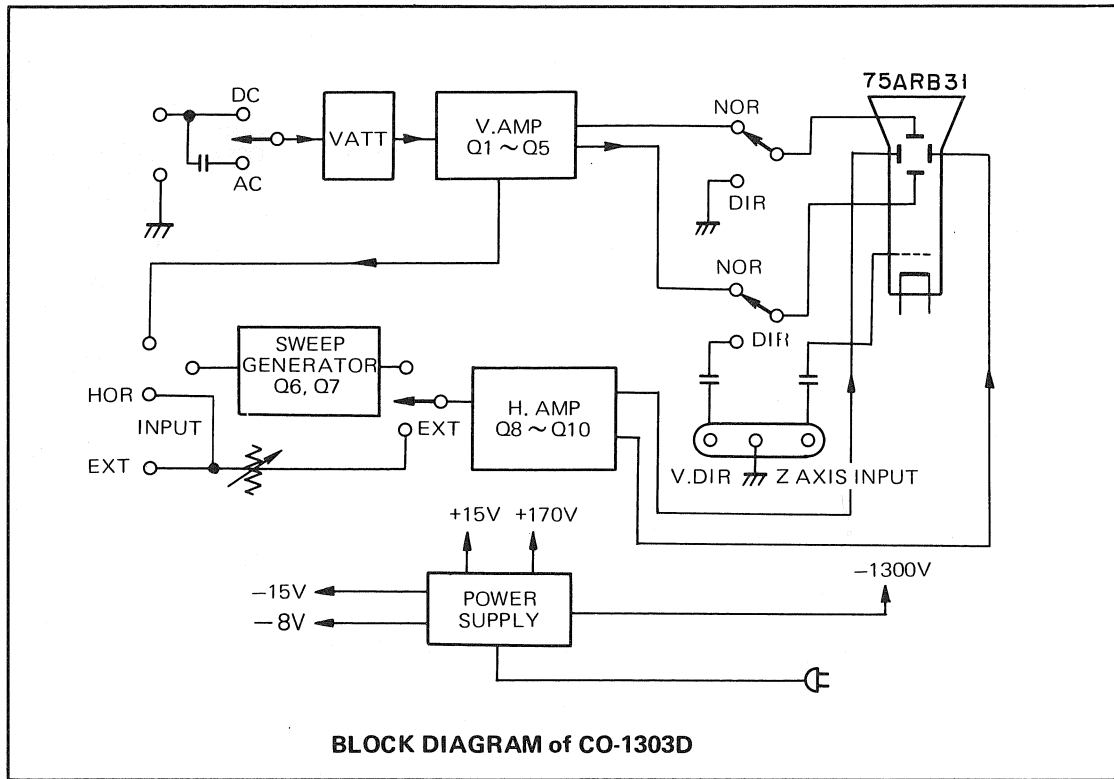 75ARB31
DC
VATT
V.AMP
Q1 ~ Q5
NOR
AC
DIR
NOR
SWEEP
GENERATOR
Q6, Q7
DIR
HOR
INPUT
EXT
H. AMP
Q8 ~ Q10
EXT
V.DIR
Z AXIS INPUT
+15V
+170V
-1300V
-15V
-8V
POWER
SUPPLY
BLOCK DIAGRAM of CO-1303D